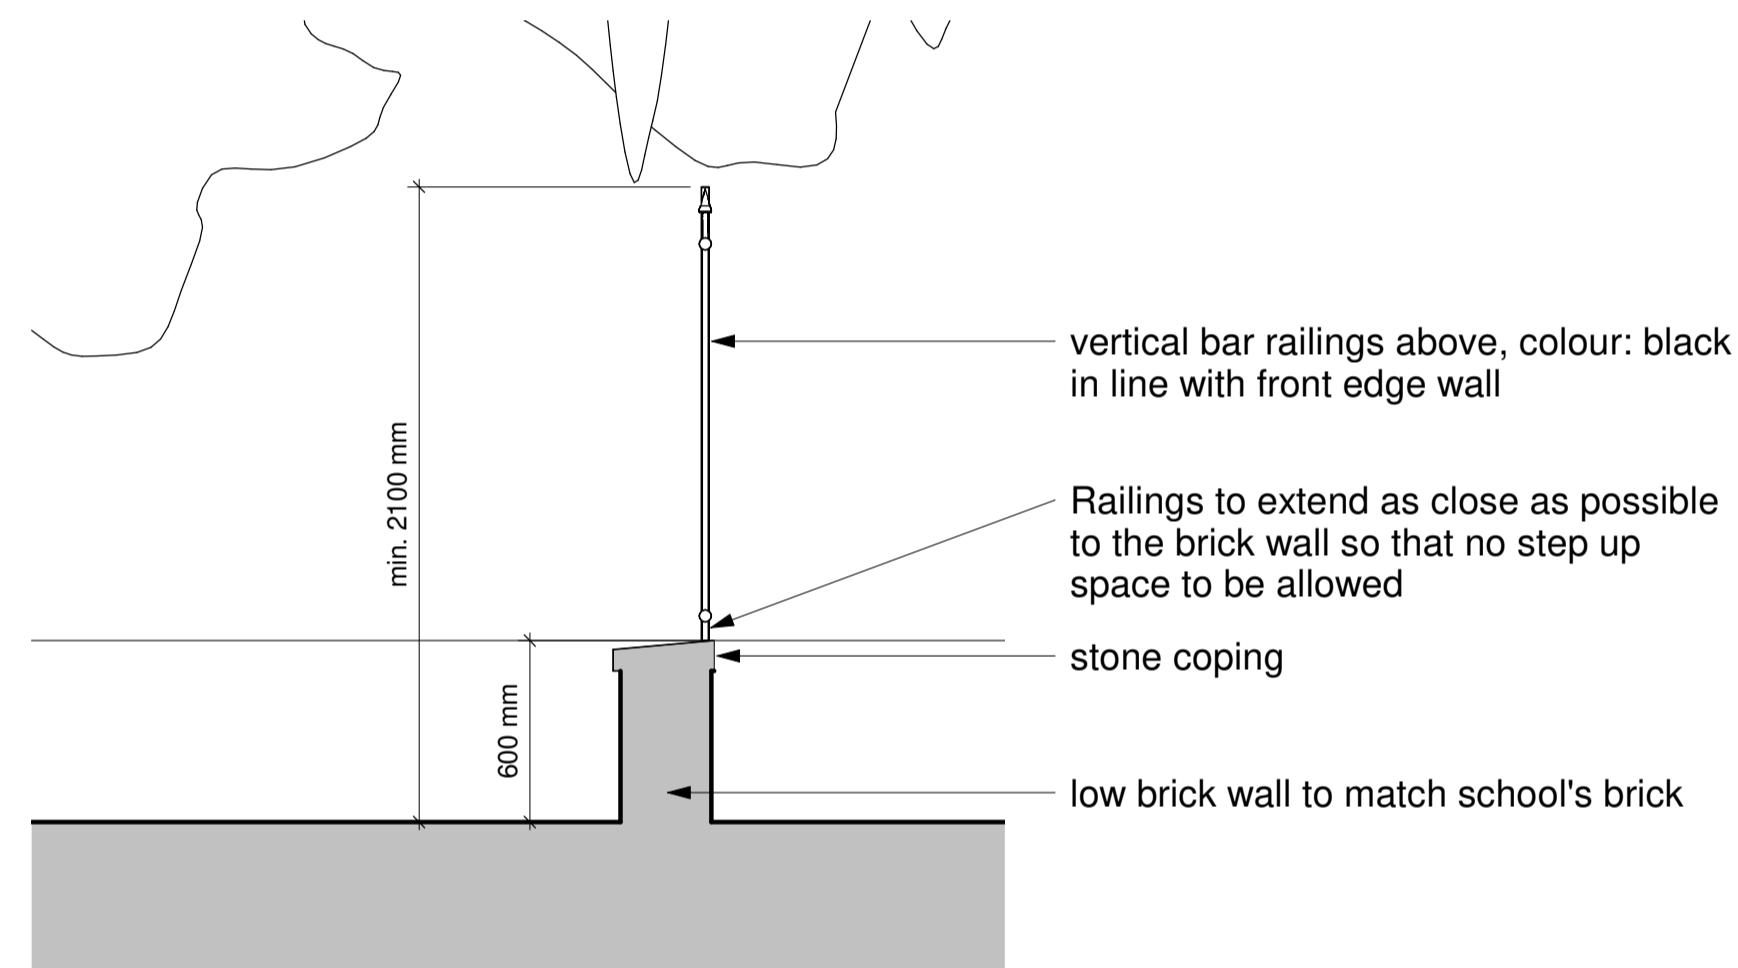 vertical bar railings above, colour: black
in line with front edge wall
min. 2100 mm
Railings to extend as close as possible
to the brick wall so that no step up
space to be allowed
stone coping
600 mm
low brick wall to match school's brick